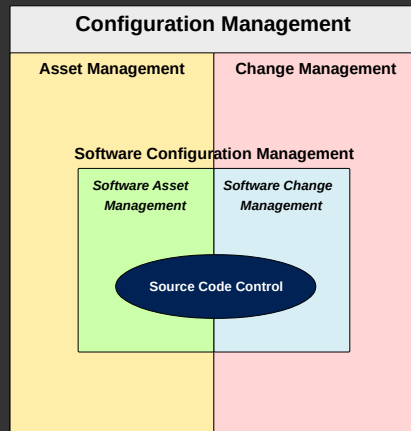 Configuration Management
Asset Management
Change Management
Software Configuration Management
Software Asset
Management
Software Change
Management
Source Code Control